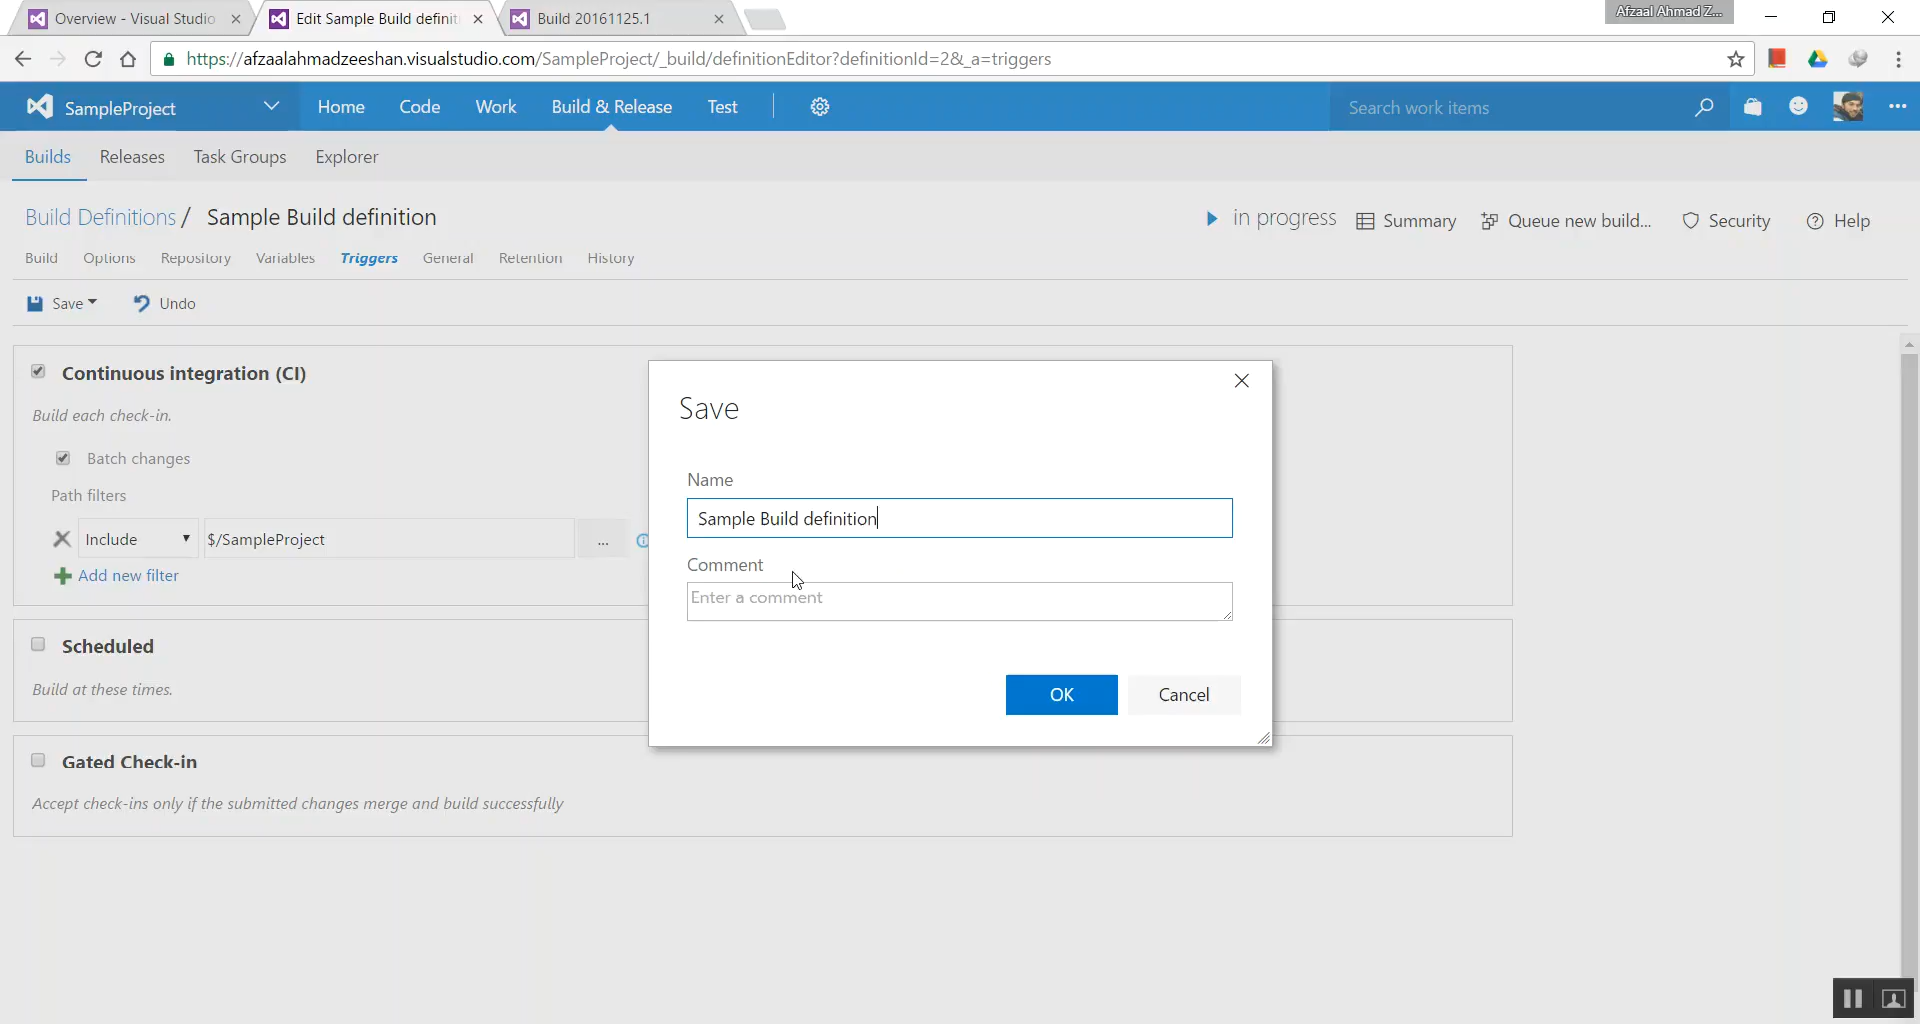 Overview - Visual Studio
Edit Sample Build definit
Build 20161125.1
Afzaal Ahmad Z...
https://afzaalahmadzeeshan.visualstudio.com/SampleProject/_build/definitionEditor?definitionId=2&_a=triggers
SampleProject
Home
Code
Work
Build & Release
Test
Search work items
Builds
Releases
Task Groups
Explorer
Build Definitions / Sample Build definition
in progress
Summary
Queue new build...
Security
Help
Build
Options
Repository
Variables
Triggers
General
Retention
History
Save
Undo
Continuous integration (CI)
Build each check-in.
Batch changes
Path filters
Include
$/SampleProject
...
Add new filter
Scheduled
Build at these times.
Gated Check-in
Accept check-ins only if the submitted changes merge and build successfully
Save
Name
Sample Build definition
Comment
Enter a comment
OK
Cancel